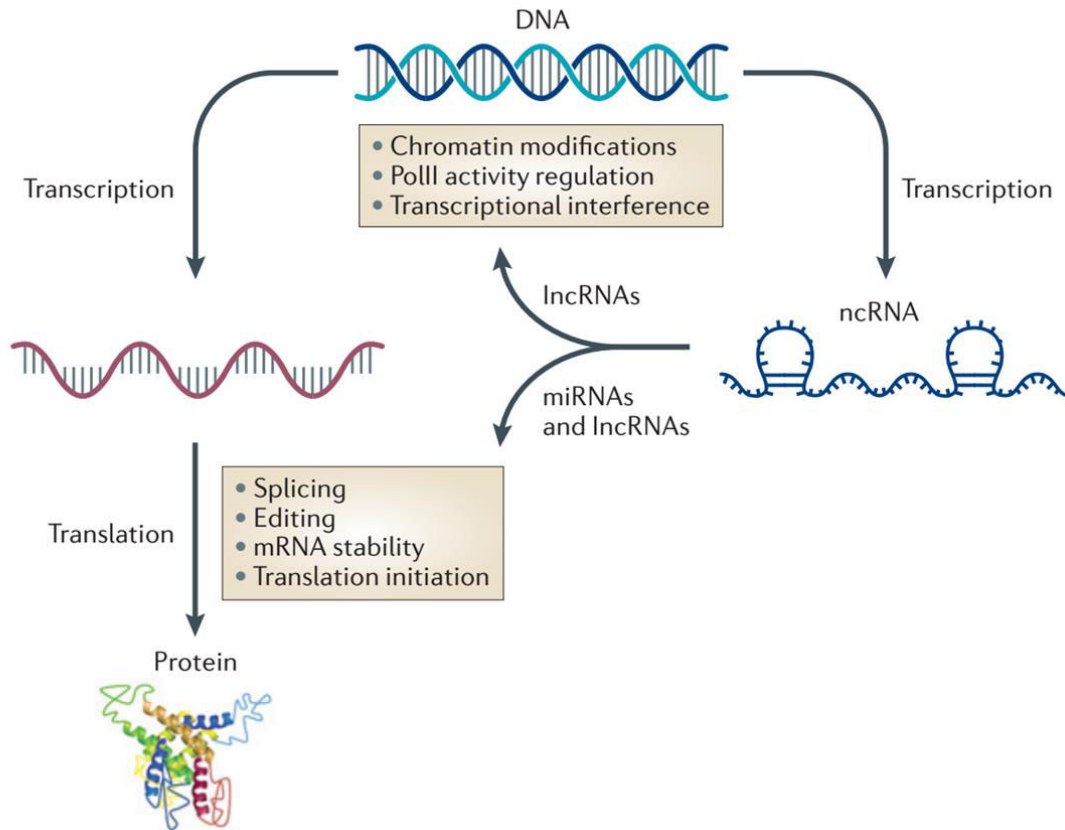 DNA
• Chromatin modifications
• PolII activity regulation
• Transcriptional interference
Transcription
Transcription
lncRNAs
ncRNA
miRNAs
and lncRNAs
• Splicing
• Editing
• mRNA stability
• Translation initiation
Translation
Protein